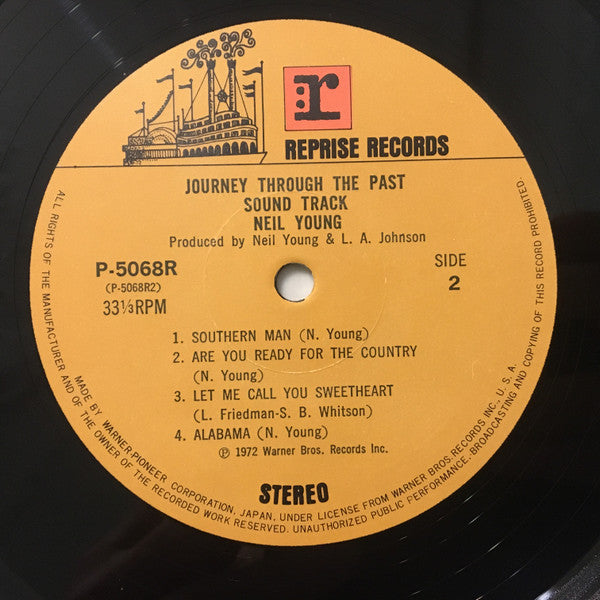 r
REPRISE RECORDS
JOURNEY THROUGH THE PAST
SOUND TRACK
NEIL YOUNG
Produced by Neil Young & L. A. Johnson
P-5068R
(P-5068R2)
33⅓RPM
SIDE
2
1. SOUTHERN MAN (N. Young)
2. ARE YOU READY FOR THE COUNTRY
(N. Young)
3. LET ME CALL YOU SWEETHEART
(L. Friedman-S. B. Whitson)
4. ALABAMA (N. Young)
Ⓟ 1972 Warner Bros. Records Inc.
STEREO
ALL RIGHTS OF THE MANUFACTURER AND OF THE OWNER OF THE RECORDED WORK RESERVED. UNAUTHORIZED PUBLIC PERFORMANCE, BROADCASTING AND COPYING OF THIS RECORD PROHIBITED.
MADE BY WARNER-PIONEER CORPORATION, JAPAN, UNDER LICENSE FROM WARNER BROS. RECORDS INC., U. S. A.